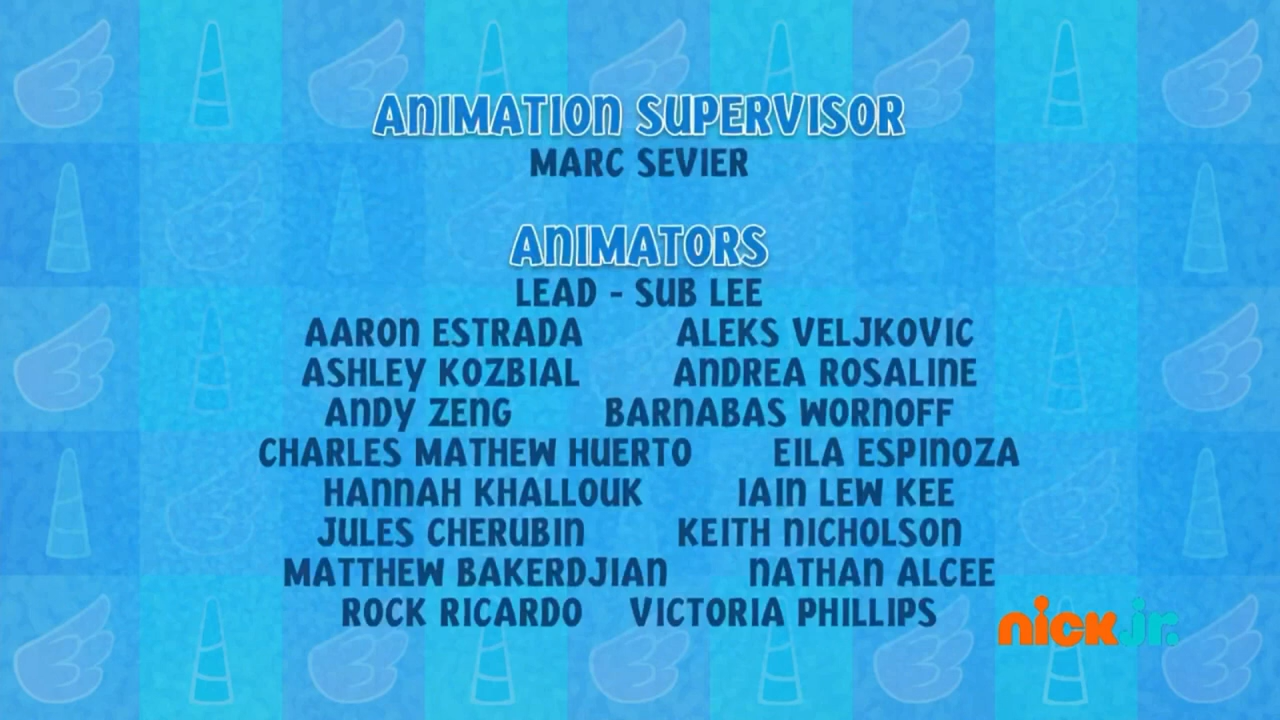 ANIMATION SUPERVISOR
MARC SEVIER
ANIMATORS
LEAD - SUB LEE
AARON ESTRADA ALEKS VELJKOVIC
ASHLEY KOZBIAL ANDREA ROSALINE
ANDY ZENG BARNABAS WORNOFF
CHARLES MATHEW HUERTO EILA ESPINOZA
HANNAH KHALLOUK IAIN LEW KEE
JULES CHERUBIN KEITH NICHOLSON
MATTHEW BAKERDJIAN NATHAN ALCEE
ROCK RICARDO VICTORIA PHILLIPS
nick jr.